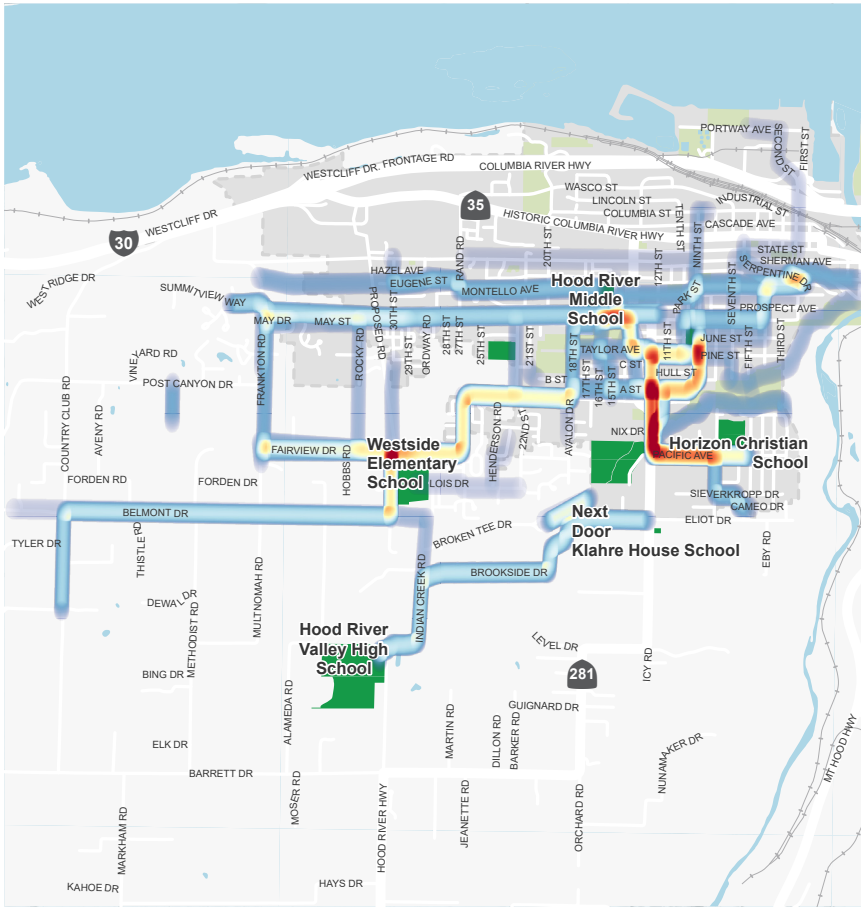 PORTWAY AVE
SECOND ST
FIRST ST
WESTCLIFF DR.
FRONTAGE RD
COLUMBIA RIVER HWY
WASCO ST
LINCOLN ST
COLUMBIA ST
INDUSTRIAL ST
35
30
WESTCLIFF DR
HISTORIC COLUMBIA RIVER HWY
TENTH ST
CASCADE AVE
20TH ST
RAND RD
12TH ST
NINTH ST
STATE ST
SHERMAN AVE
SERPENTINE DR
HAZEL AVE
EUGENE ST
MONTELLO AVE
Hood River
Middle
School
PARK ST
SEVENTH ST
PROSPECT AVE
SUMMITVIEW WAY
MAY DR
MAY ST
PROPOSED RD
30TH ST
29TH ST
ORDWAY RD
28TH ST
27TH ST
25TH ST
21ST ST
18TH ST
TAYLOR AVE
C ST
11TH ST
JUNE ST
PINE ST
FIFTH ST
THIRD ST
FRANKTON RD
ROCKY RD
POST CANYON DR
COUNTRY CLUB RD
AVENY RD
HULL ST
B ST
17TH ST
16TH ST
15TH ST
A ST
HENDERSON RD
22ND ST
AVALON DR
NIX DR
Horizon Christian
School
PACIFIC AVE
FAIRVIEW DR
HOBBS RD
Westside
Elementary
School
LOIS DR
FORDEN RD
FORDEN DR
SIEVERKROPP DR
CAMEO DR
ELIOT DR
EBY RD
BELMONT DR
Next
Door
Klahre House School
TYLER DR
THISTLE RD
BROKEN TEE DR
BROOKSIDE DR
INDIAN CREEK RD
MULTNOMAH RD
METHODIST RD
Hood River
Valley High
School
LEVEL DR
281
BING DR
ALAMEDA RD
GUIGNARD DR
MARTIN RD
DILLON RD
BARKER RD
ELK DR
NUNAMAKER DR
MT HOOD HWY
BARRETT DR
MOSER RD
HOOD RIVER HWY
JEANETTE RD
ORCHARD RD
MARKHAM RD
KAHOE DR
HAYS DR